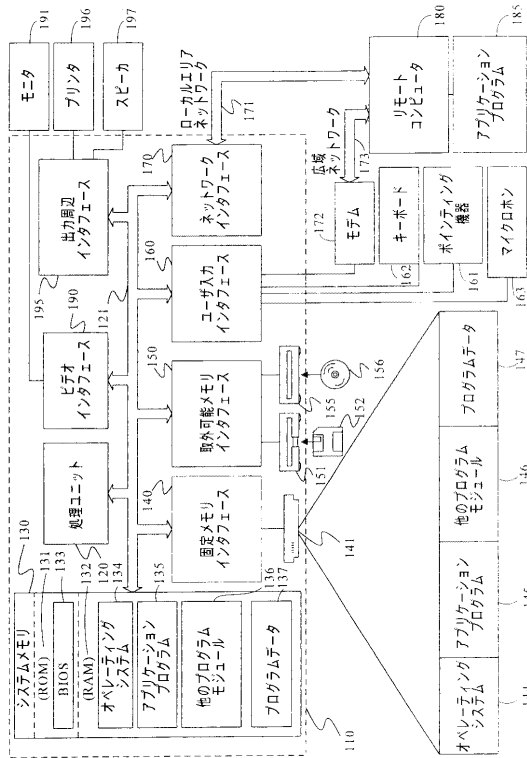 システムメモリ
130
(ROM)
131
BIOS
133
(RAM)
132
オペレーティング
システム
134
アプリケーション
プログラム
135
他のプログラム
モジュール
136
プログラムデータ
137
110
処理ユニット
120
ビデオ
インタフェース
190
121
出力周辺
インタフェース
195
モニタ
191
プリンタ
196
スピーカ
197
固定メモリ
インタフェース
140
取外可能メモリ
インタフェース
150
ユーザ入力
インタフェース
160
ネットワーク
インタフェース
170
ローカルエリア
ネットワーク
171
広域
ネットワーク
173
141
151
152
155
156
モデム
172
キーボード
162
ポインティング
機器
161
マイクロホン
163
リモート
コンピュータ
180
アプリケーション
プログラム
185
オペレーティング
システム
アプリケーション
プログラム
他のプログラム
モジュール
146
プログラムデータ
147